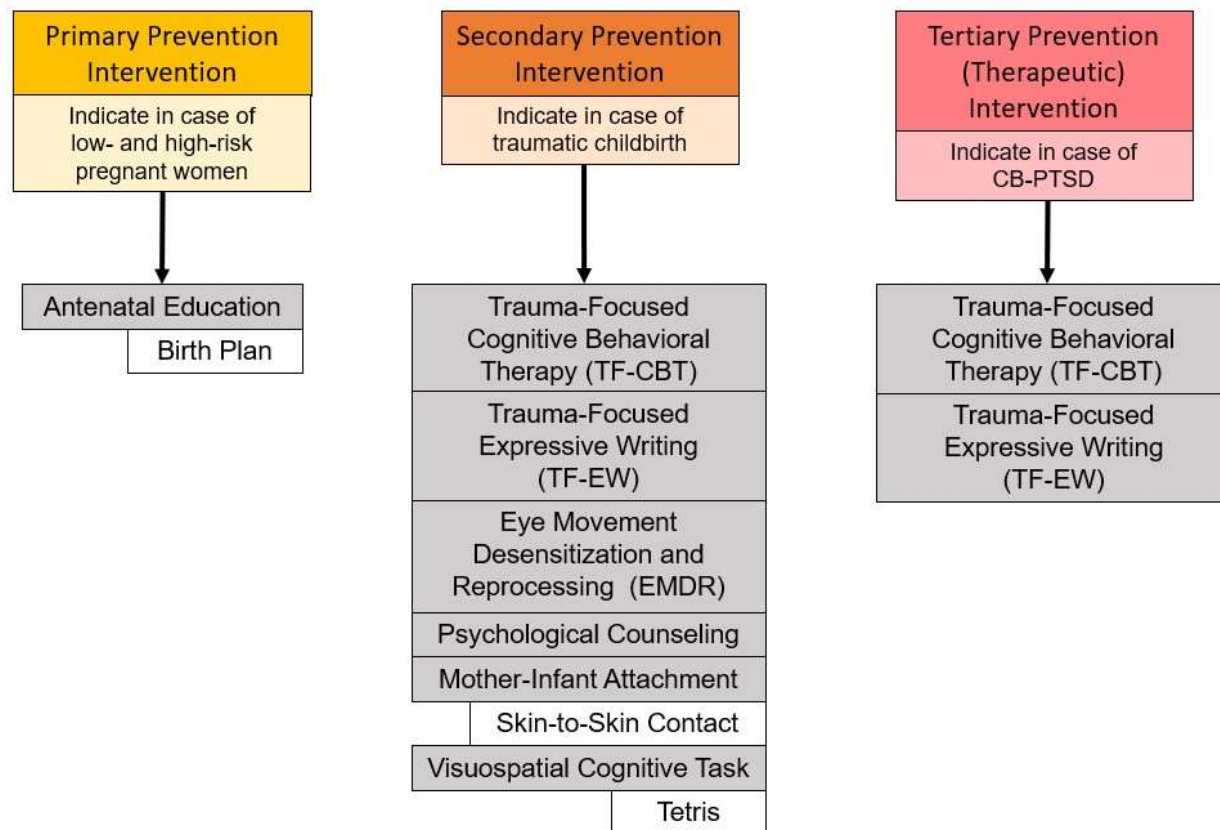 Primary Prevention
Intervention
Indicate in case of
low- and high-risk
pregnant women
Antenatal Education
Birth Plan
Secondary Prevention
Intervention
Indicate in case of
traumatic childbirth
Trauma-Focused
Cognitive Behavioral
Therapy (TF-CBT)
Trauma-Focused
Expressive Writing
(TF-EW)
Eye Movement
Desensitization and
Reprocessing (EMDR)
Psychological Counseling
Mother-Infant Attachment
Skin-to-Skin Contact
Visuospatial Cognitive Task
Tetris
Tertiary Prevention
(Therapeutic)
Intervention
Indicate in case of
CB-PTSD
Trauma-Focused
Cognitive Behavioral
Therapy (TF-CBT)
Trauma-Focused
Expressive Writing
(TF-EW)